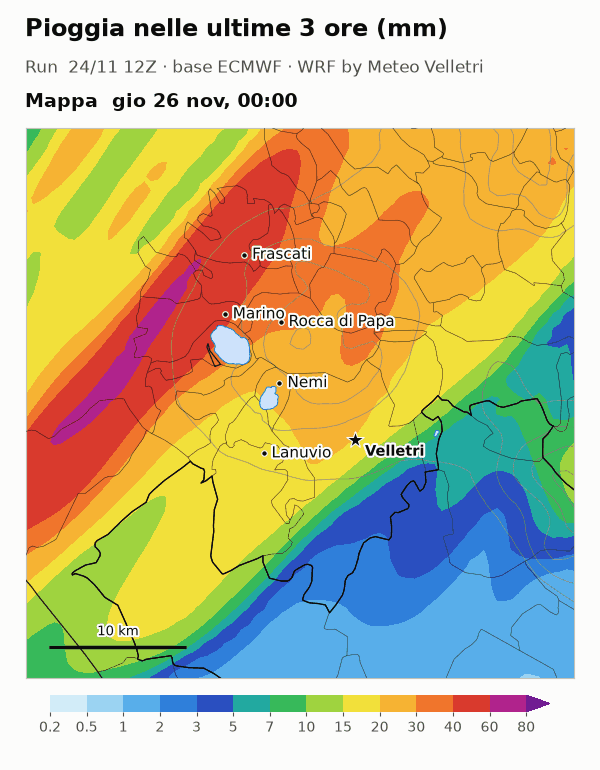 Pioggia nelle ultime 3 ore (mm)
Run  24/11 12Z · base ECMWF · WRF by Meteo Velletri
Mappa  gio 26 nov, 00:00
Frascati
Marino
Rocca di Papa
Nemi
Velletri
Lanuvio
10 km
0.2 0.5 1 2 3 5 7 10 15 20 30 40 60 80